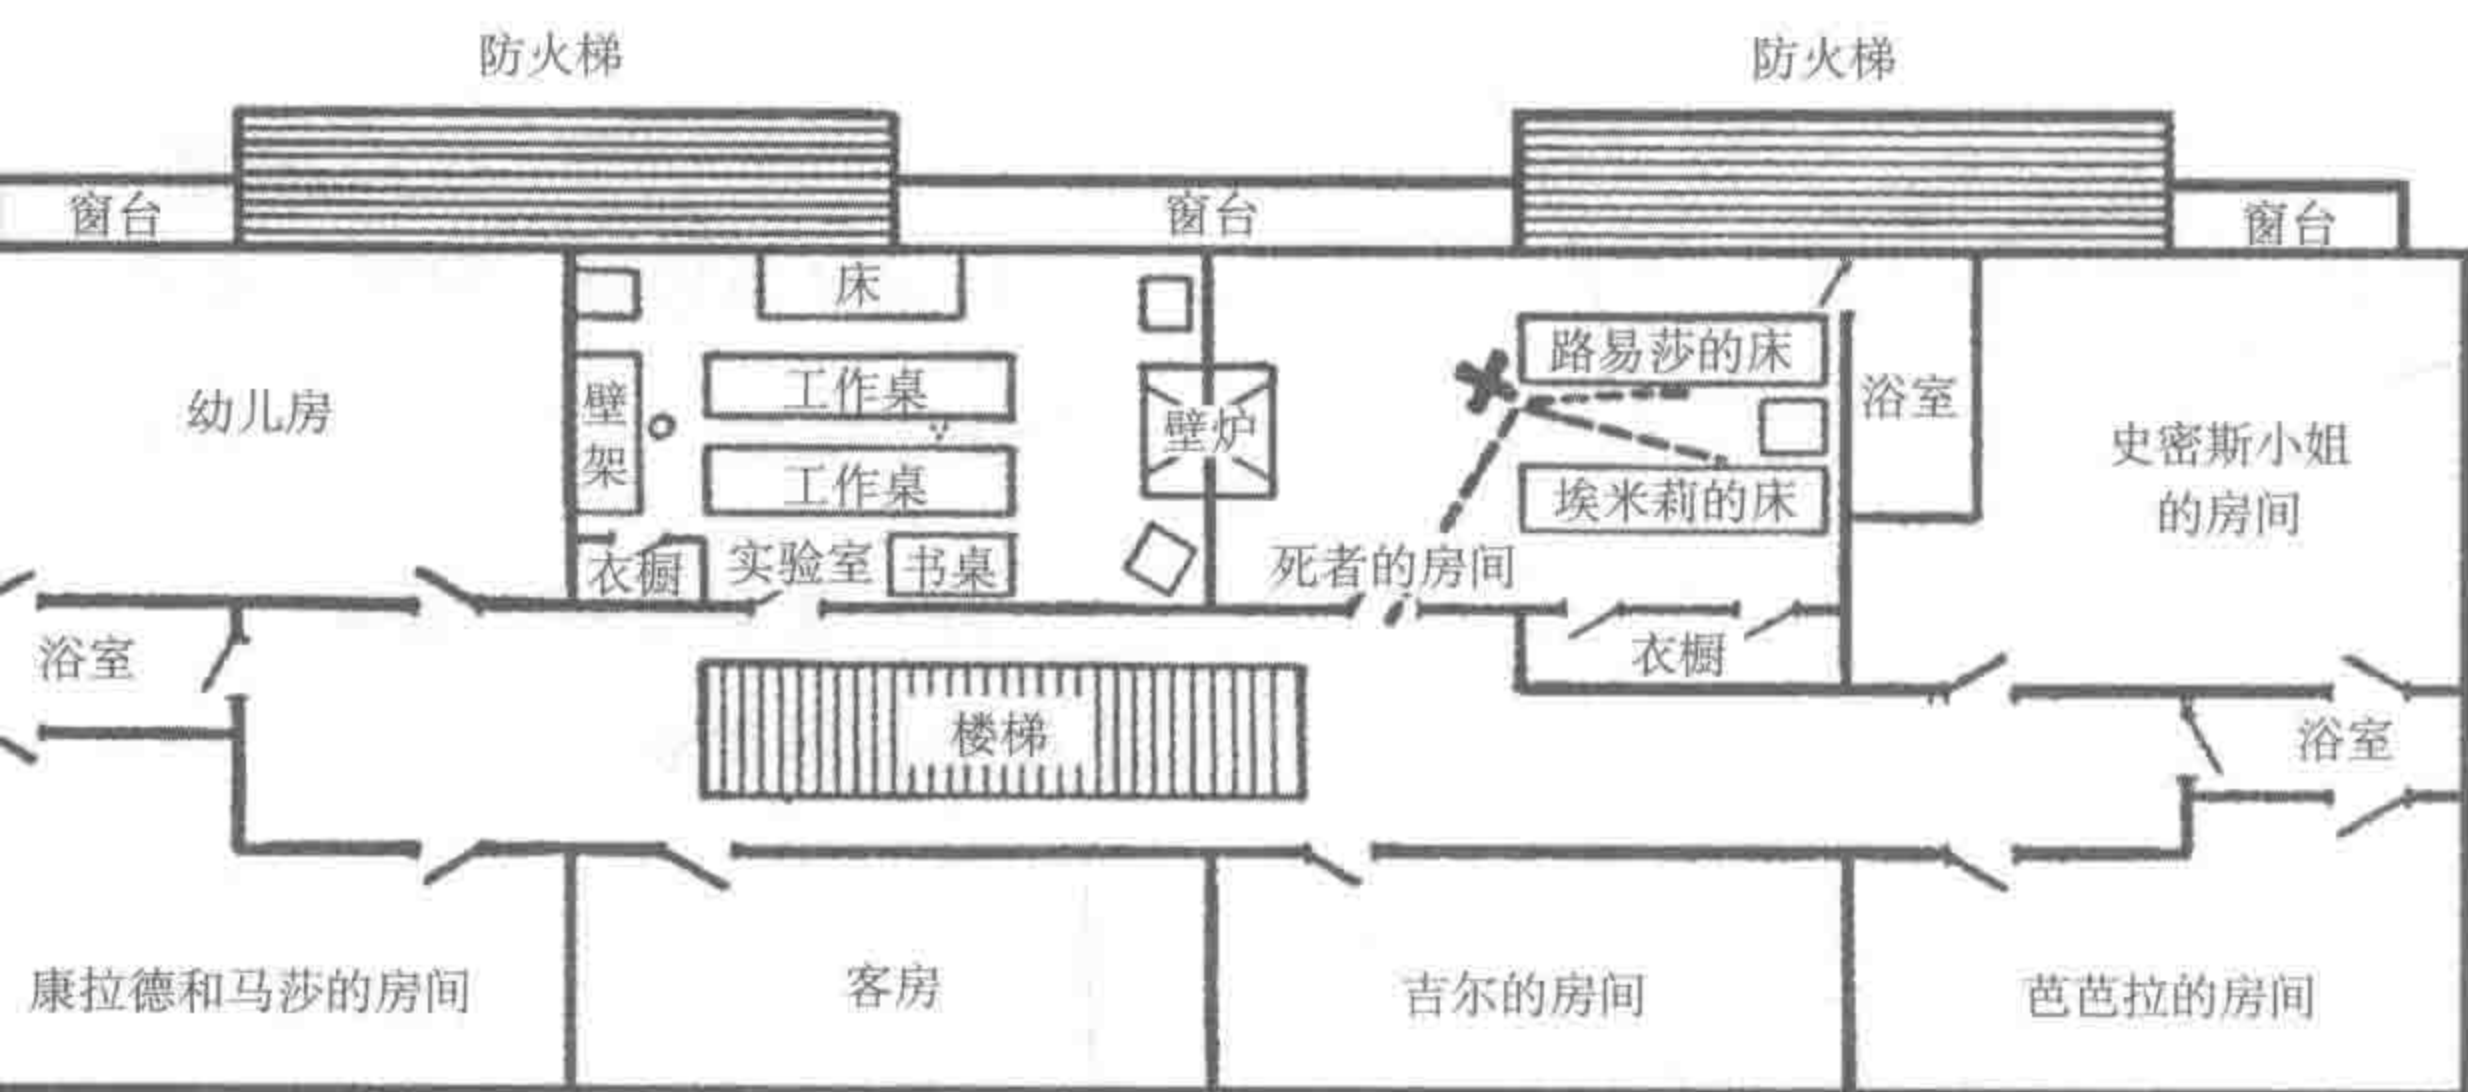 防火梯
防火梯
窗台
窗台
窗台
床
路易莎的床
幼儿房
壁架
工作桌
壁炉
浴室
史密斯小姐
的房间
工作桌
埃米莉的床
衣橱
实验室
书桌
死者的房间
浴室
衣橱
楼梯
浴室
康拉德和马莎的房间
客房
吉尔的房间
芭芭拉的房间